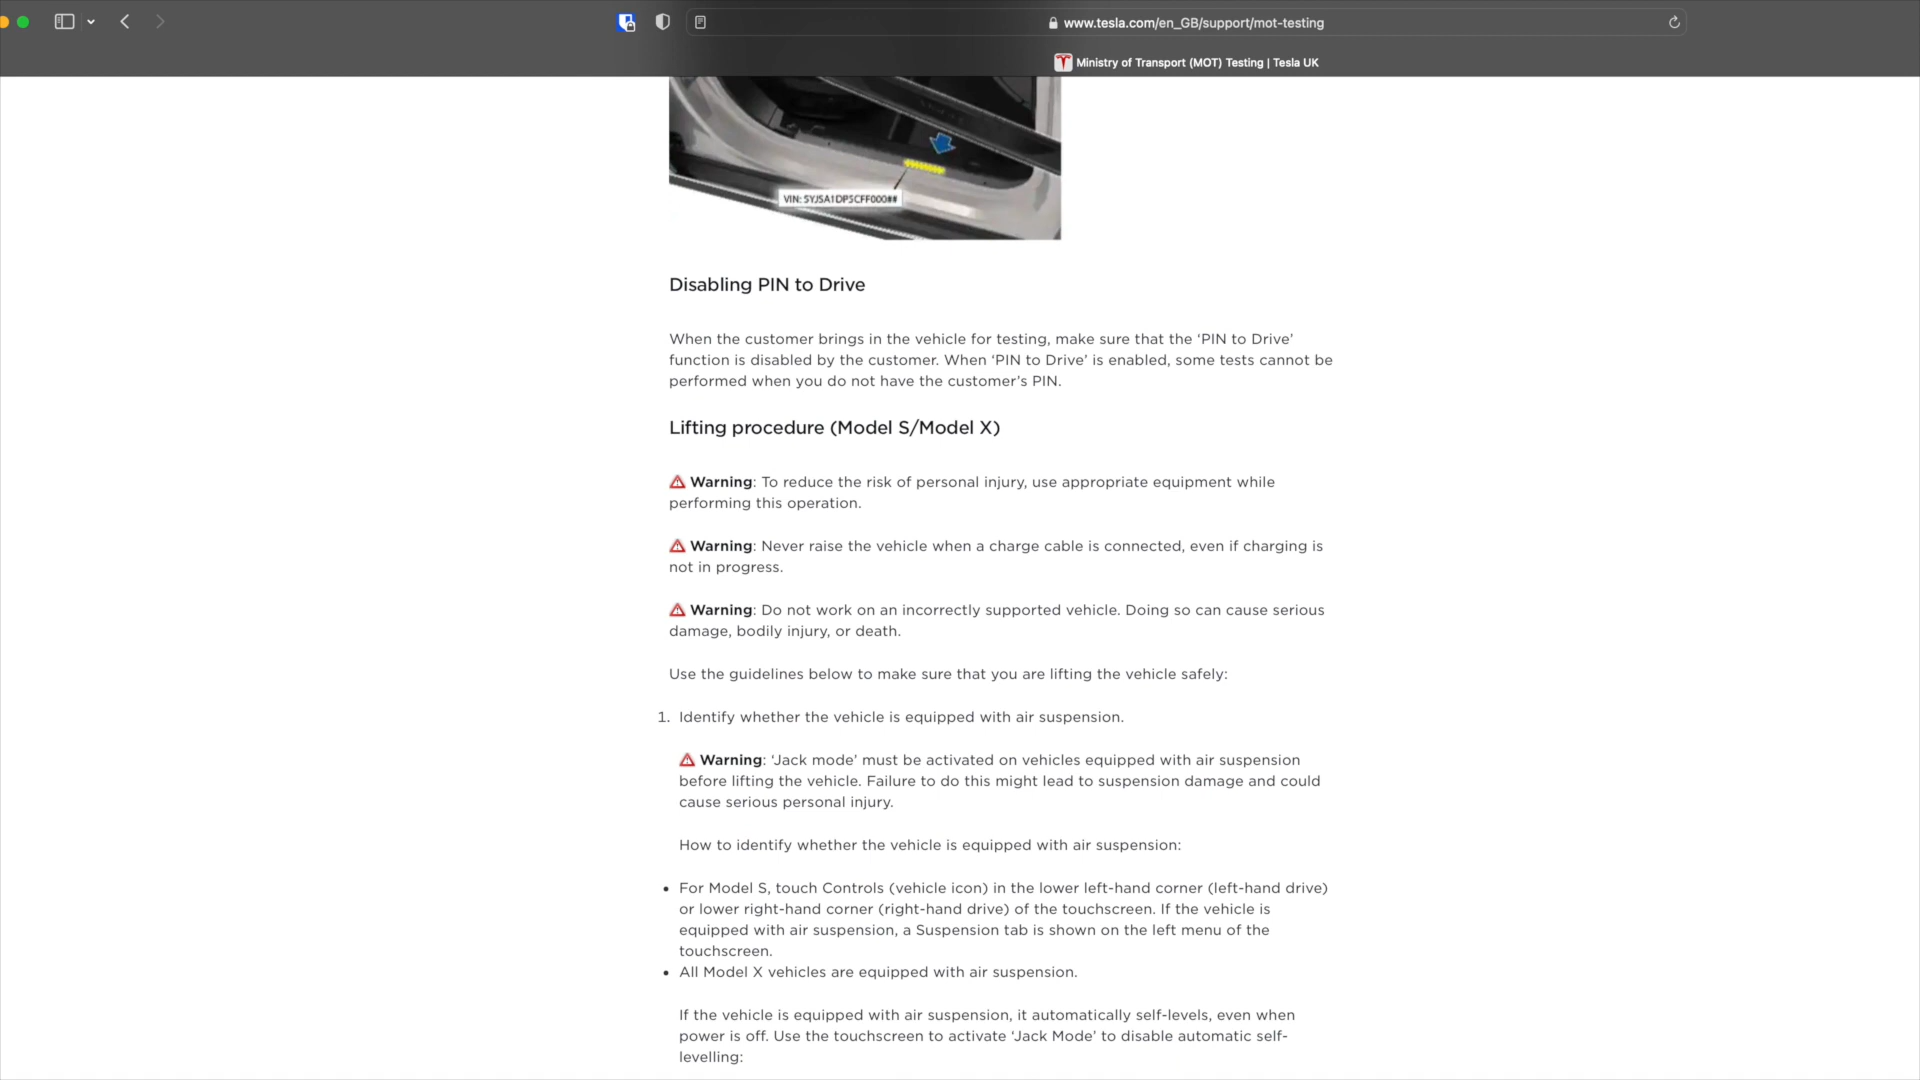 www.tesla.com/en_GB/support/mot-testing
Ministry of Transport (MOT) Testing | Tesla UK
VIN: 5YJSA1DP5CFF000##
Disabling PIN to Drive
When the customer brings in the vehicle for testing, make sure that the ‘PIN to Drive’
function is disabled by the customer. When ‘PIN to Drive’ is enabled, some tests cannot be
performed when you do not have the customer’s PIN.
Lifting procedure (Model S/Model X)
Warning: To reduce the risk of personal injury, use appropriate equipment while
performing this operation.
Warning: Never raise the vehicle when a charge cable is connected, even if charging is
not in progress.
Warning: Do not work on an incorrectly supported vehicle. Doing so can cause serious
damage, bodily injury, or death.
Use the guidelines below to make sure that you are lifting the vehicle safely:
1. Identify whether the vehicle is equipped with air suspension.
Warning: ‘Jack mode’ must be activated on vehicles equipped with air suspension
before lifting the vehicle. Failure to do this might lead to suspension damage and could
cause serious personal injury.
How to identify whether the vehicle is equipped with air suspension:
• For Model S, touch Controls (vehicle icon) in the lower left-hand corner (left-hand drive)
or lower right-hand corner (right-hand drive) of the touchscreen. If the vehicle is
equipped with air suspension, a Suspension tab is shown on the left menu of the
touchscreen.
• All Model X vehicles are equipped with air suspension.
If the vehicle is equipped with air suspension, it automatically self-levels, even when
power is off. Use the touchscreen to activate ‘Jack Mode’ to disable automatic self-
levelling: